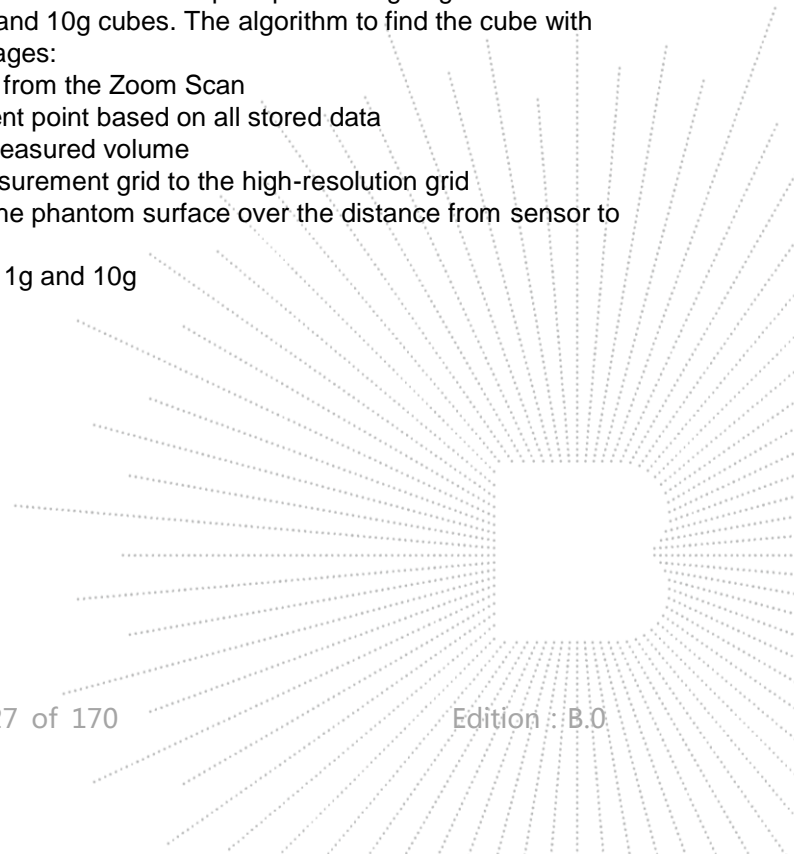 and 10g cubes. The algorithm to find the cube with
ages:
from the Zoom Scan
ent point based on all stored data
easured volume
surement grid to the high-resolution grid
he phantom surface over the distance from sensor to
1g and 10g
27 of 170 Edition : B.0